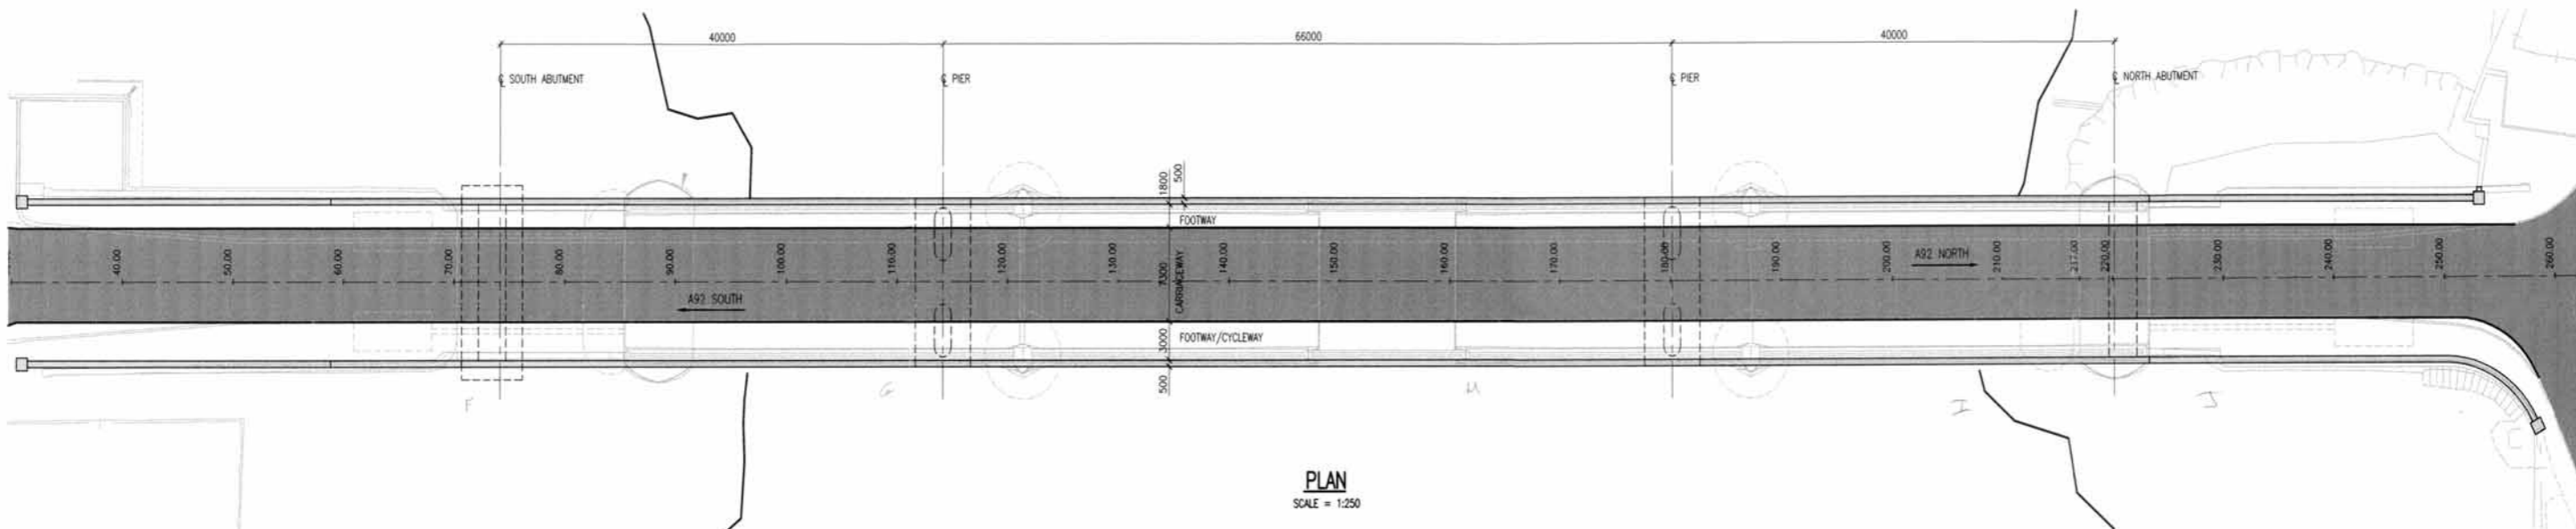 40000
66000
40000
℄ SOUTH ABUTMENT
℄ PIER
℄ PIER
℄ NORTH ABUTMENT
1800
500
FOOTWAY
40.00
50.00
60.00
70.00
80.00
90.00
100.00
110.00
120.00
130.00
140.00
150.00
160.00
170.00
180.00
190.00
200.00
210.00
217.00
220.00
230.00
240.00
250.00
260.00
7300
CARRIAGEWAY
A92 NORTH
A92 SOUTH
3000
FOOTWAY/CYCLEWAY
500
F
G
H
I
J
PLAN
SCALE = 1:250